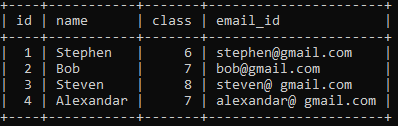 | id | name | class | email_id |
| 1 | Stephen | 6 | stephen@gmail.com |
| 2 | Bob | 7 | bob@gmail.com |
| 3 | Steven | 8 | steven@ gmail.com |
| 4 | Alexandar | 7 | alexandar@ gmail.com |